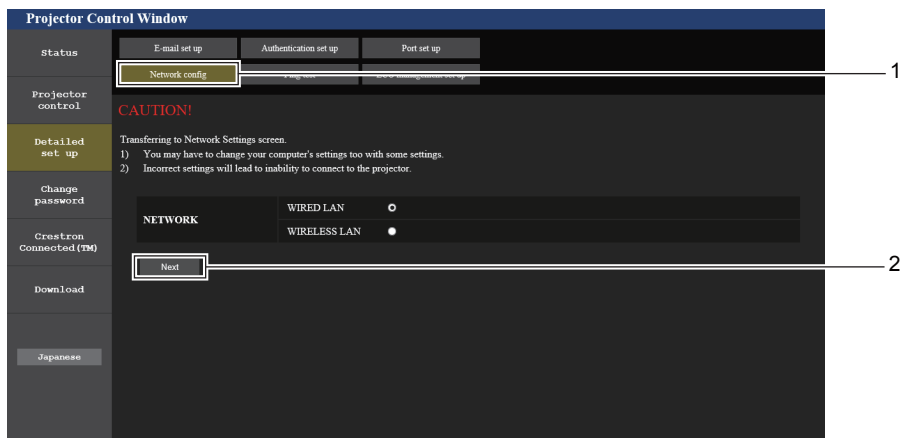 Projector Control Window
Status
E-mail set up
Authentication set up
Port set up
Network config
1
Projector
control
CAUTION!
Detailed
set up
Transferring to Network Settings screen.
1) You may have to change your computer's settings too with some settings.
2) Incorrect settings will lead to inability to connect to the projector.
Change
password
NETWORK
WIRED LAN
WIRELESS LAN
Crestron
Connected(TM)
Next
2
Download
Japanese